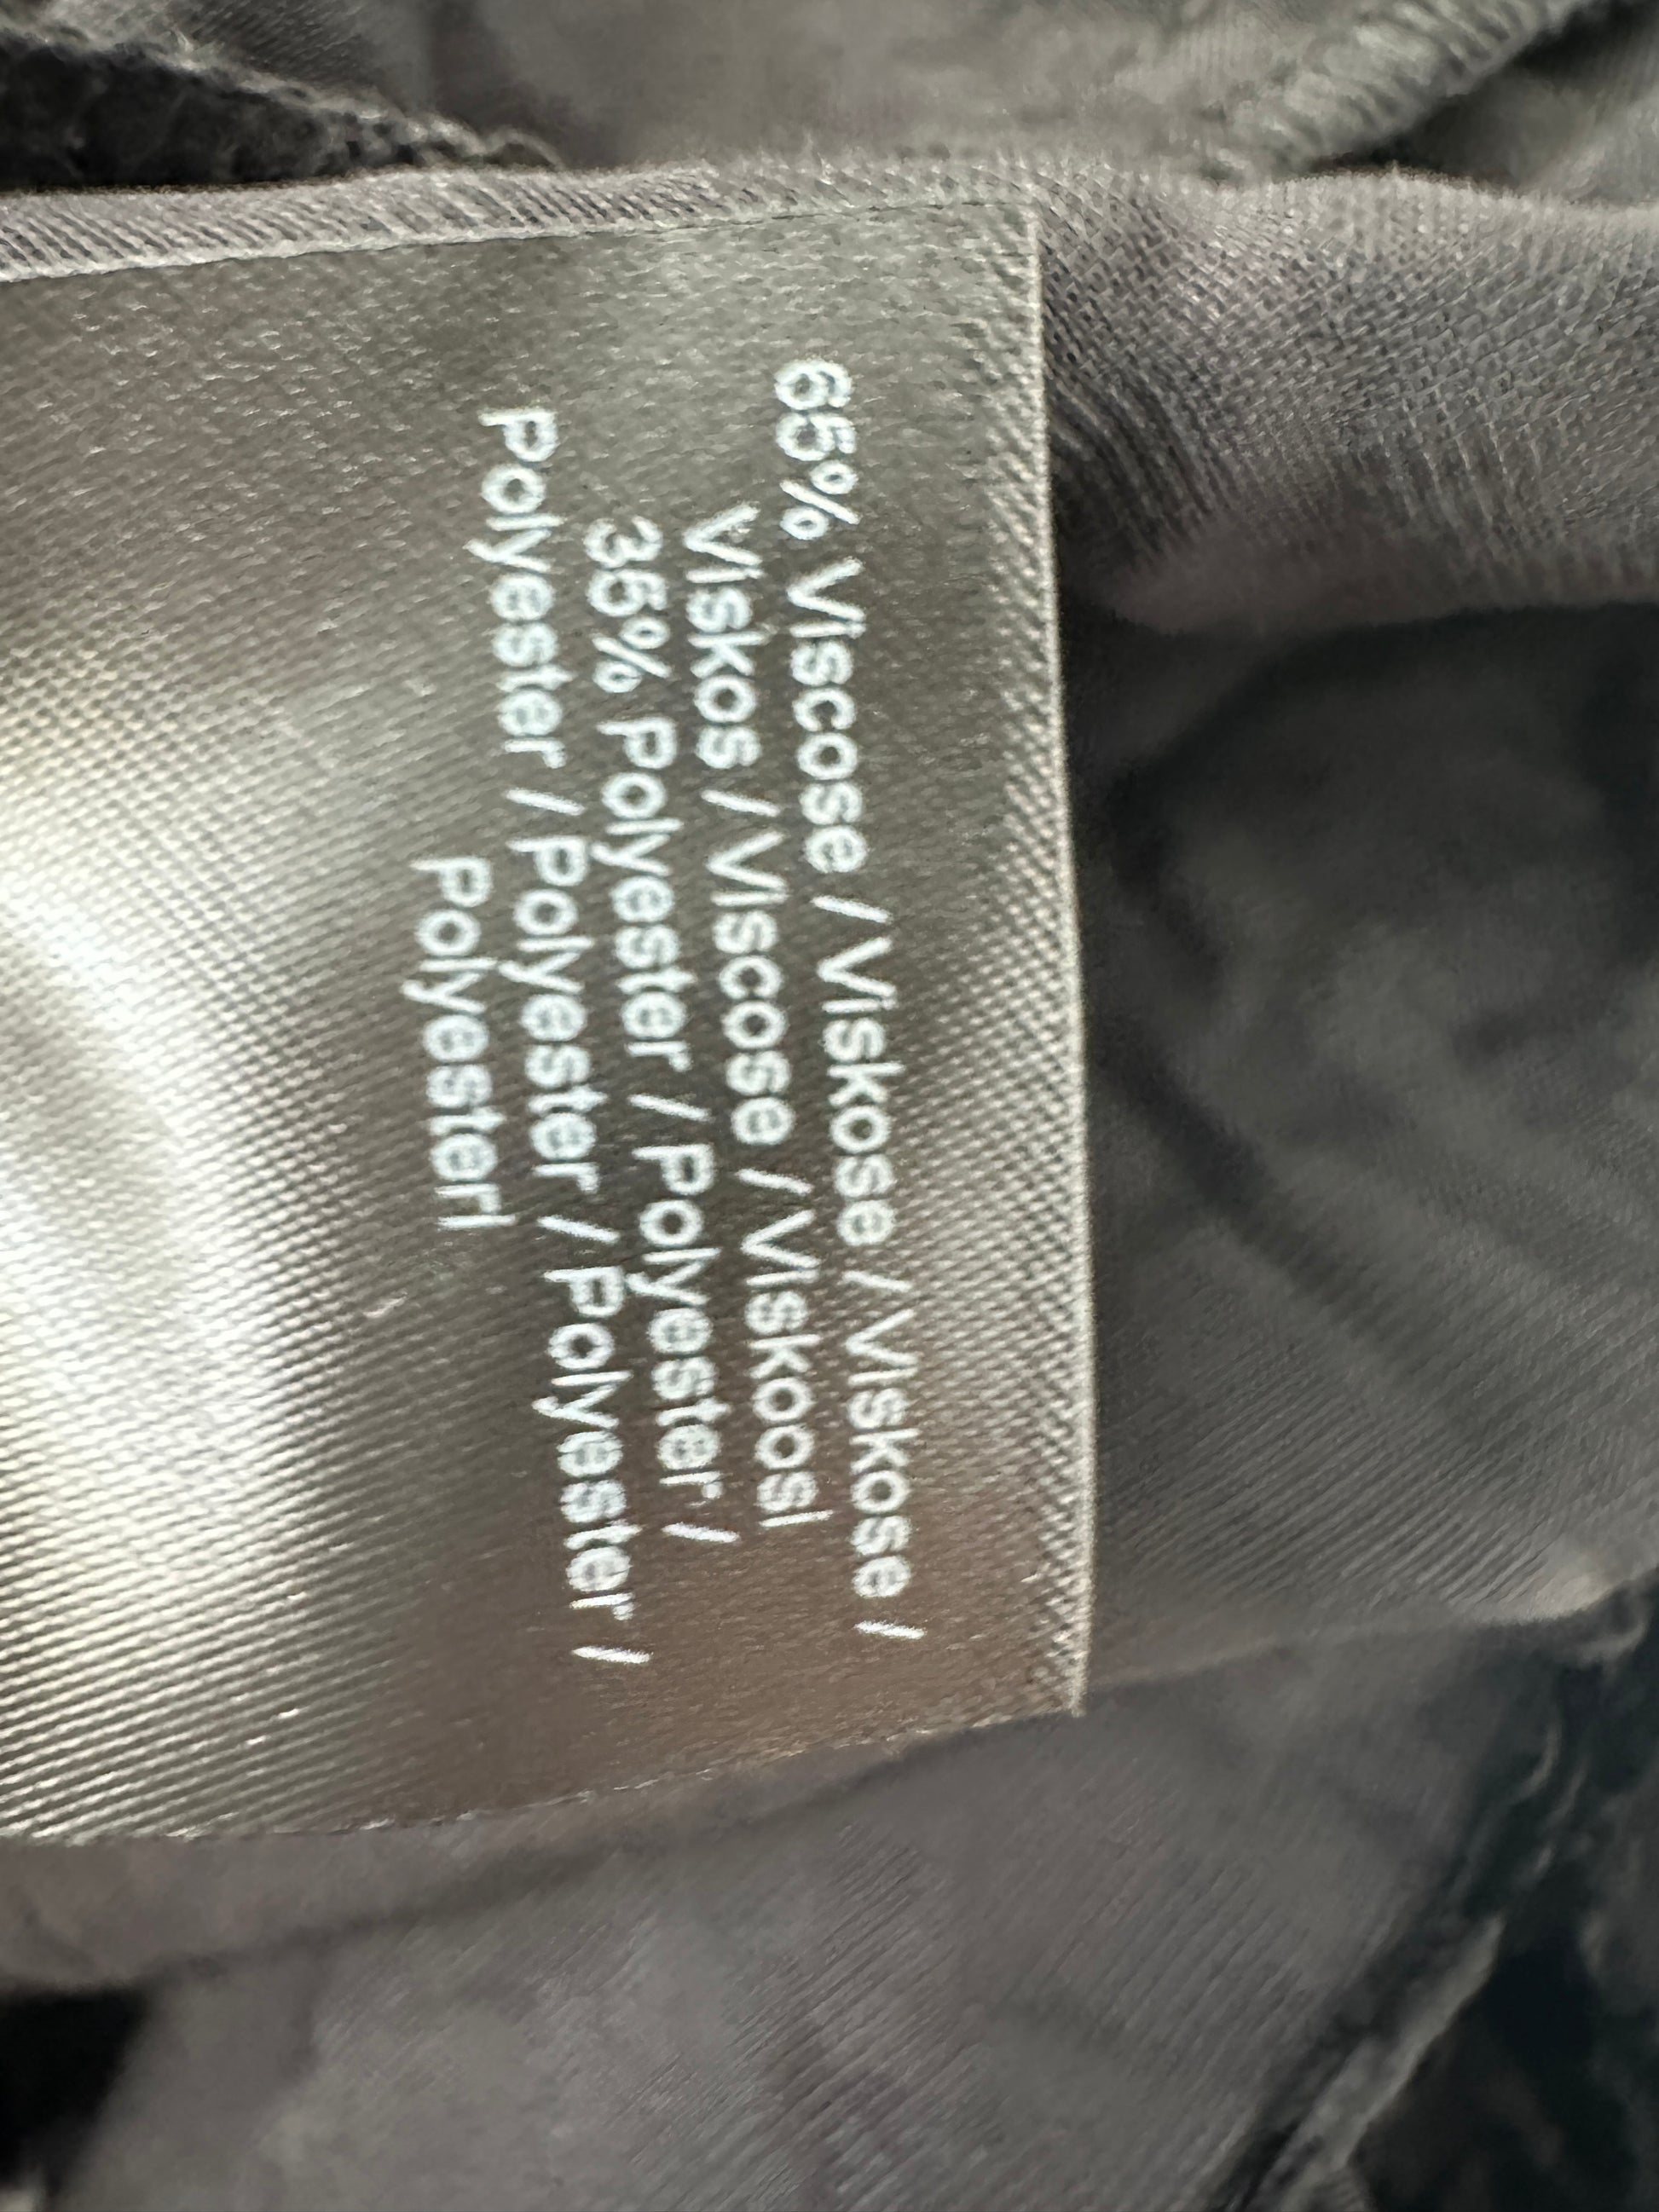 65% Viscose / Viskose / Viskose /
Viskos / Viscose / Viskoosi
35% Polyester / Polyester /
Polyester / Polyester / Polyester /
Polyesteri